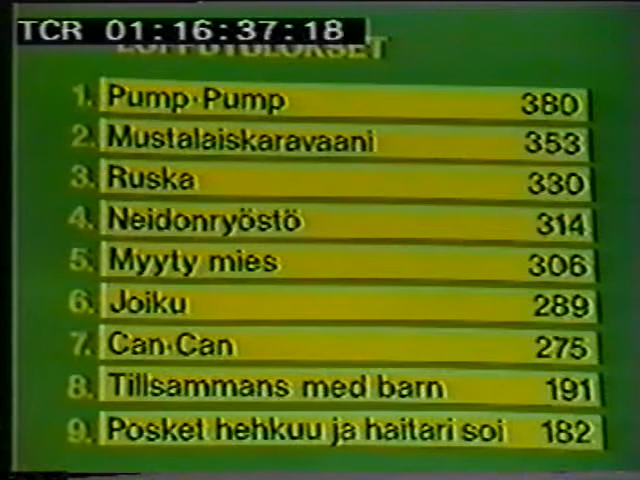 TCR 01:16:37:18
LOPPUTULOKSET
1. Pump-Pump 380
2. Mustalaiskaravaani 353
3. Ruska 330
4. Neidonryöstö 314
5. Myyty mies 306
6. Joiku 289
7. Can-Can 275
8. Tillsammans med barn 191
9. Posket hehkuu ja haitari soi 182